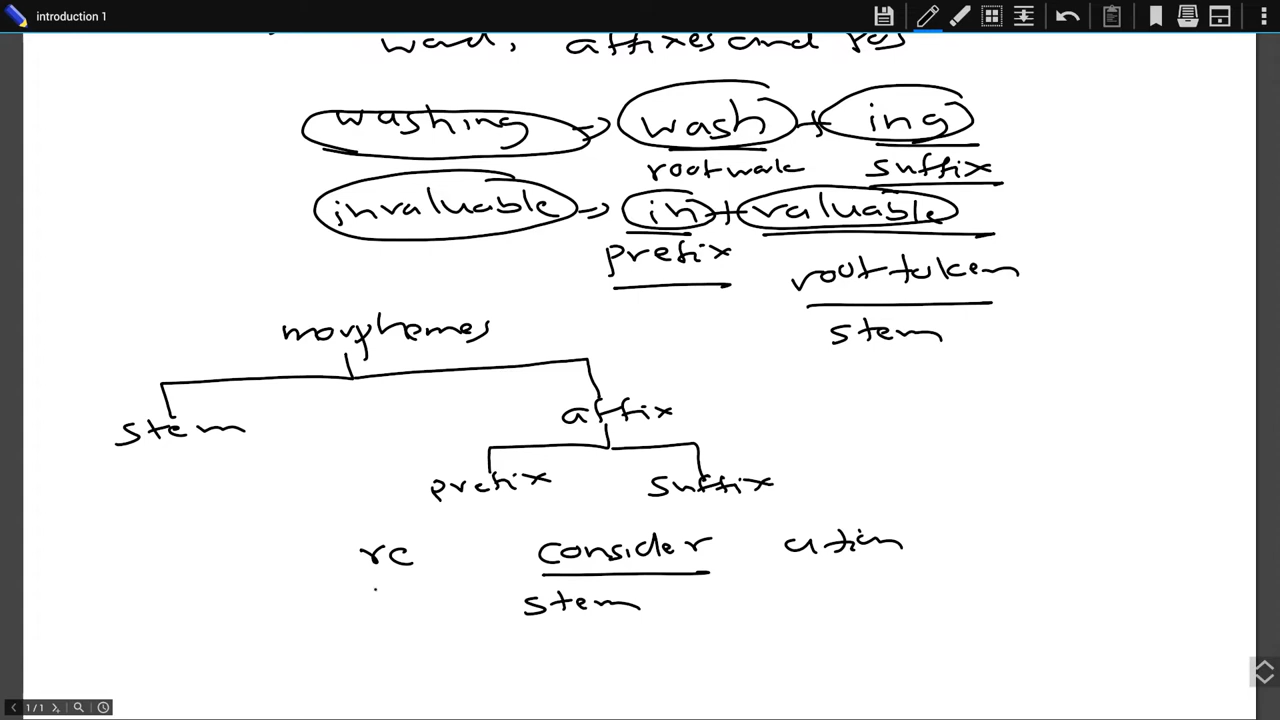 introduction 1
word, affixes and
washing → wash + ing
root suffix
invaluable → in + valuable
prefix
root token
stem
morphemes
stem affix
prefix suffix
re consider ation
stem
1/1